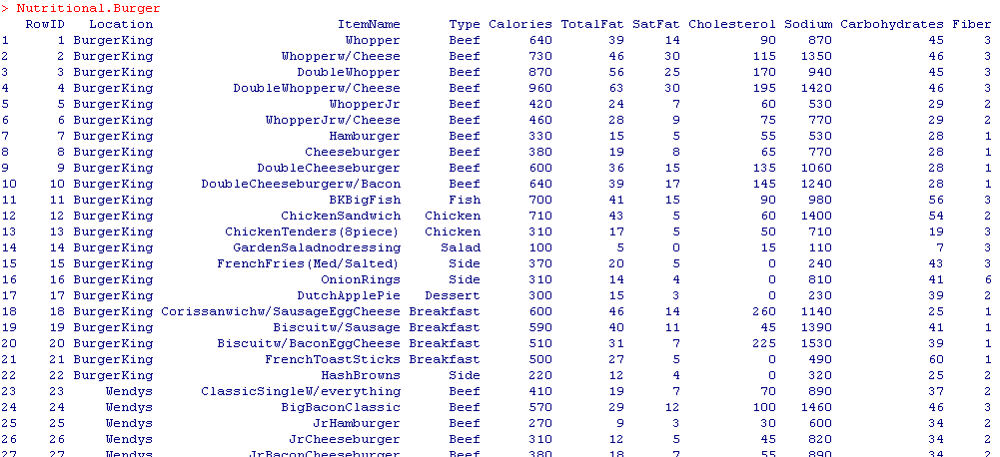 > Nutritional.Burger
RowID Location ItemName Type Calories TotalFat SatFat Cholesterol Sodium Carbohydrates Fiber
1 1 BurgerKing Whopper Beef 640 39 14 90 870 45 3
2 2 BurgerKing Whopperw/Cheese Beef 730 46 30 115 1350 46 3
3 3 BurgerKing DoubleWhopper Beef 870 56 25 170 940 45 3
4 4 BurgerKing DoubleWhopperw/Cheese Beef 960 63 30 195 1420 46 3
5 5 BurgerKing WhopperJr Beef 420 24 7 60 530 29 2
6 6 BurgerKing WhopperJrw/Cheese Beef 460 28 9 75 770 29 2
7 7 BurgerKing Hamburger Beef 330 15 5 55 530 28 1
8 8 BurgerKing Cheeseburger Beef 380 19 8 65 770 28 1
9 9 BurgerKing DoubleCheeseburger Beef 600 36 15 135 1060 28 1
10 10 BurgerKing DoubleCheeseburgerw/Bacon Beef 640 39 17 145 1240 28 1
11 11 BurgerKing BKBigFish Fish 700 41 15 90 980 56 3
12 12 BurgerKing ChickenSandwich Chicken 710 43 5 60 1400 54 2
13 13 BurgerKing ChickenTenders(8piece) Chicken 310 17 5 50 710 19 3
14 14 BurgerKing GardenSaladnodressing Salad 100 5 0 15 110 7 3
15 15 BurgerKing FrenchFries(Med/Salted) Side 370 20 5 0 240 43 3
16 16 BurgerKing OnionRings Side 310 14 4 0 810 41 6
17 17 BurgerKing DutchApplePie Dessert 300 15 3 0 230 39 2
18 18 BurgerKing Corissanwichw/SausageEggCheese Breakfast 600 46 14 260 1140 25 1
19 19 BurgerKing Biscuitw/Sausage Breakfast 590 40 11 45 1390 41 1
20 20 BurgerKing Biscuitw/BaconEggCheese Breakfast 510 31 7 225 1530 39 1
21 21 BurgerKing FrenchToastSticks Breakfast 500 27 5 0 490 60 1
22 22 BurgerKing HashBrowns Side 220 12 4 0 320 25 2
23 23 Wendys ClassicSingleW/everything Beef 410 19 7 70 890 37 2
24 24 Wendys BigBaconClassic Beef 570 29 12 100 1460 46 3
25 25 Wendys JrHamburger Beef 270 9 3 30 600 34 2
26 26 Wendys JrCheeseburger Beef 310 12 5 45 820 34 2
27 27 Wendys JrBaconCheeseburger Beef 380 18 7 55 890 34 2